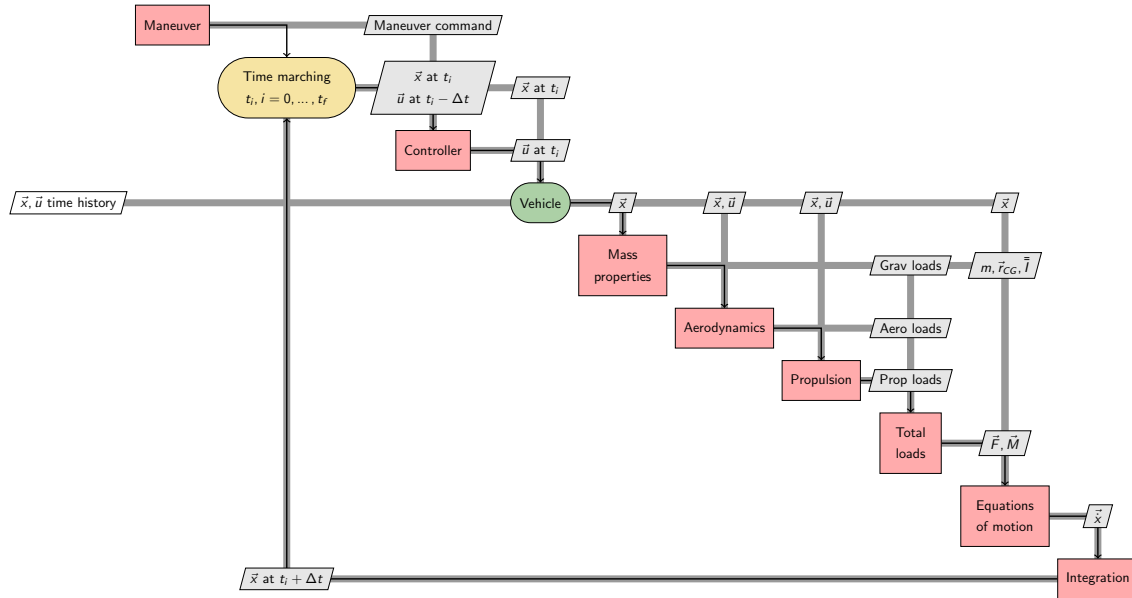 Maneuver
Maneuver command
Time marching
t_i, i = 0, ... , t_f
x⃗ at t_i
u⃗ at t_i − Δt
x⃗ at t_i
Controller
u⃗ at t_i
x⃗, u⃗ time history
Vehicle
x⃗
x⃗, u⃗
x⃗, u⃗
x⃗
Mass
properties
Grav loads
m, r⃗_CG, I̿
Aerodynamics
Aero loads
Propulsion
Prop loads
Total
loads
F⃗, M⃗
Equations
of motion
ẋ⃗
x⃗ at t_i + Δt
Integration